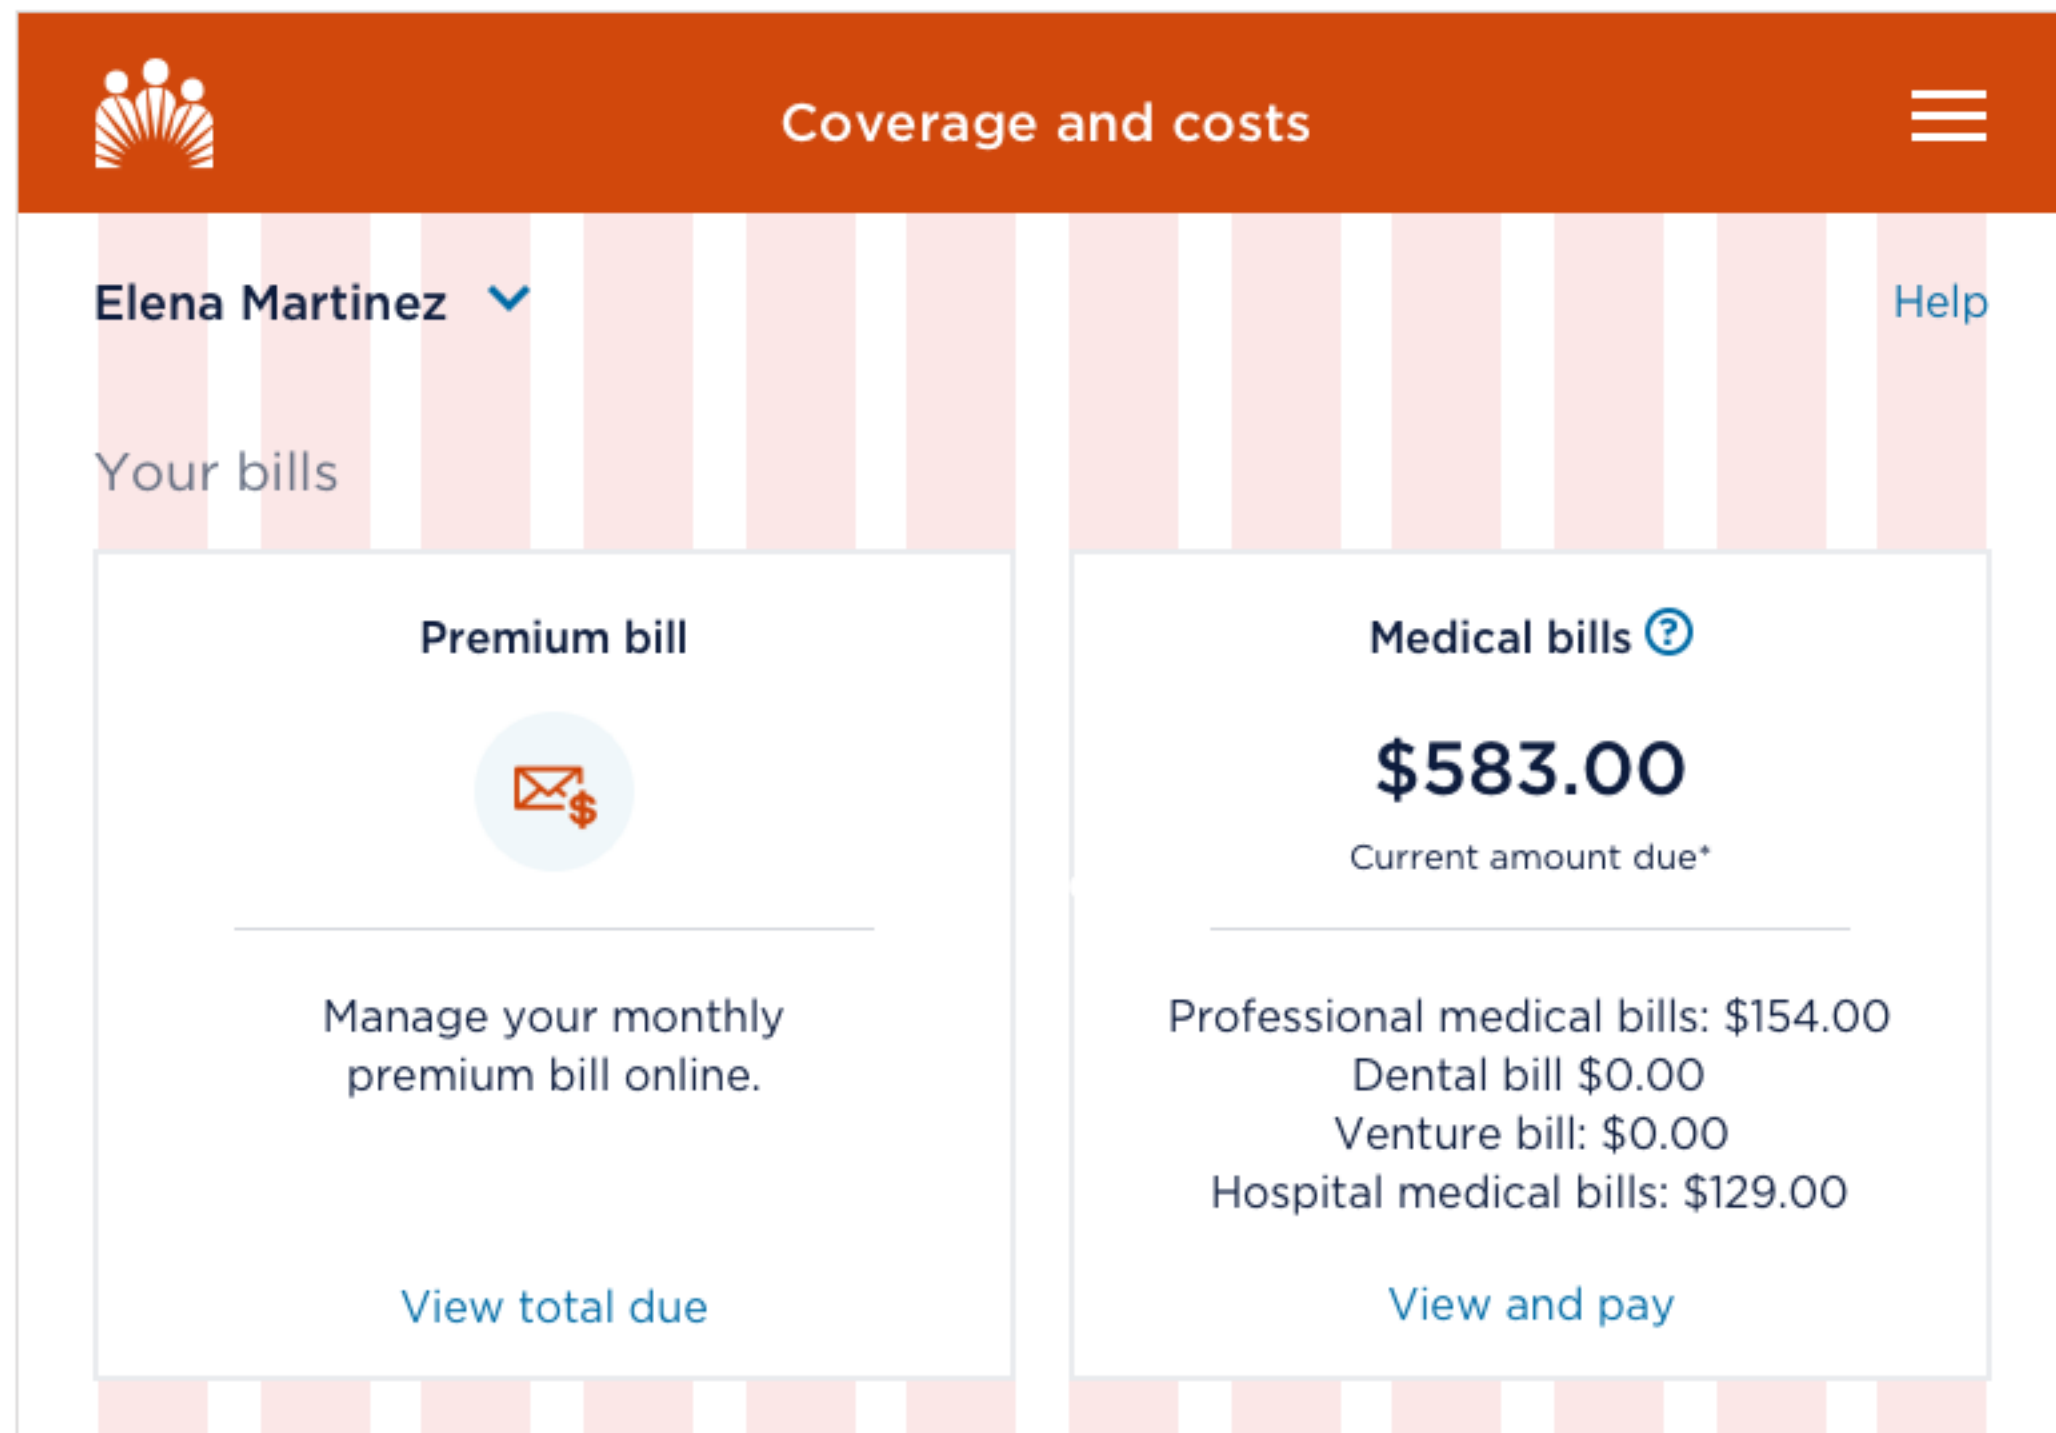 Coverage and costs
Elena Martinez
Help
Your bills
Premium bill
$
Manage your monthly
premium bill online.
View total due
Medical bills ?
$583.00
Current amount due*
Professional medical bills: $154.00
Dental bill $0.00
Venture bill: $0.00
Hospital medical bills: $129.00
View and pay